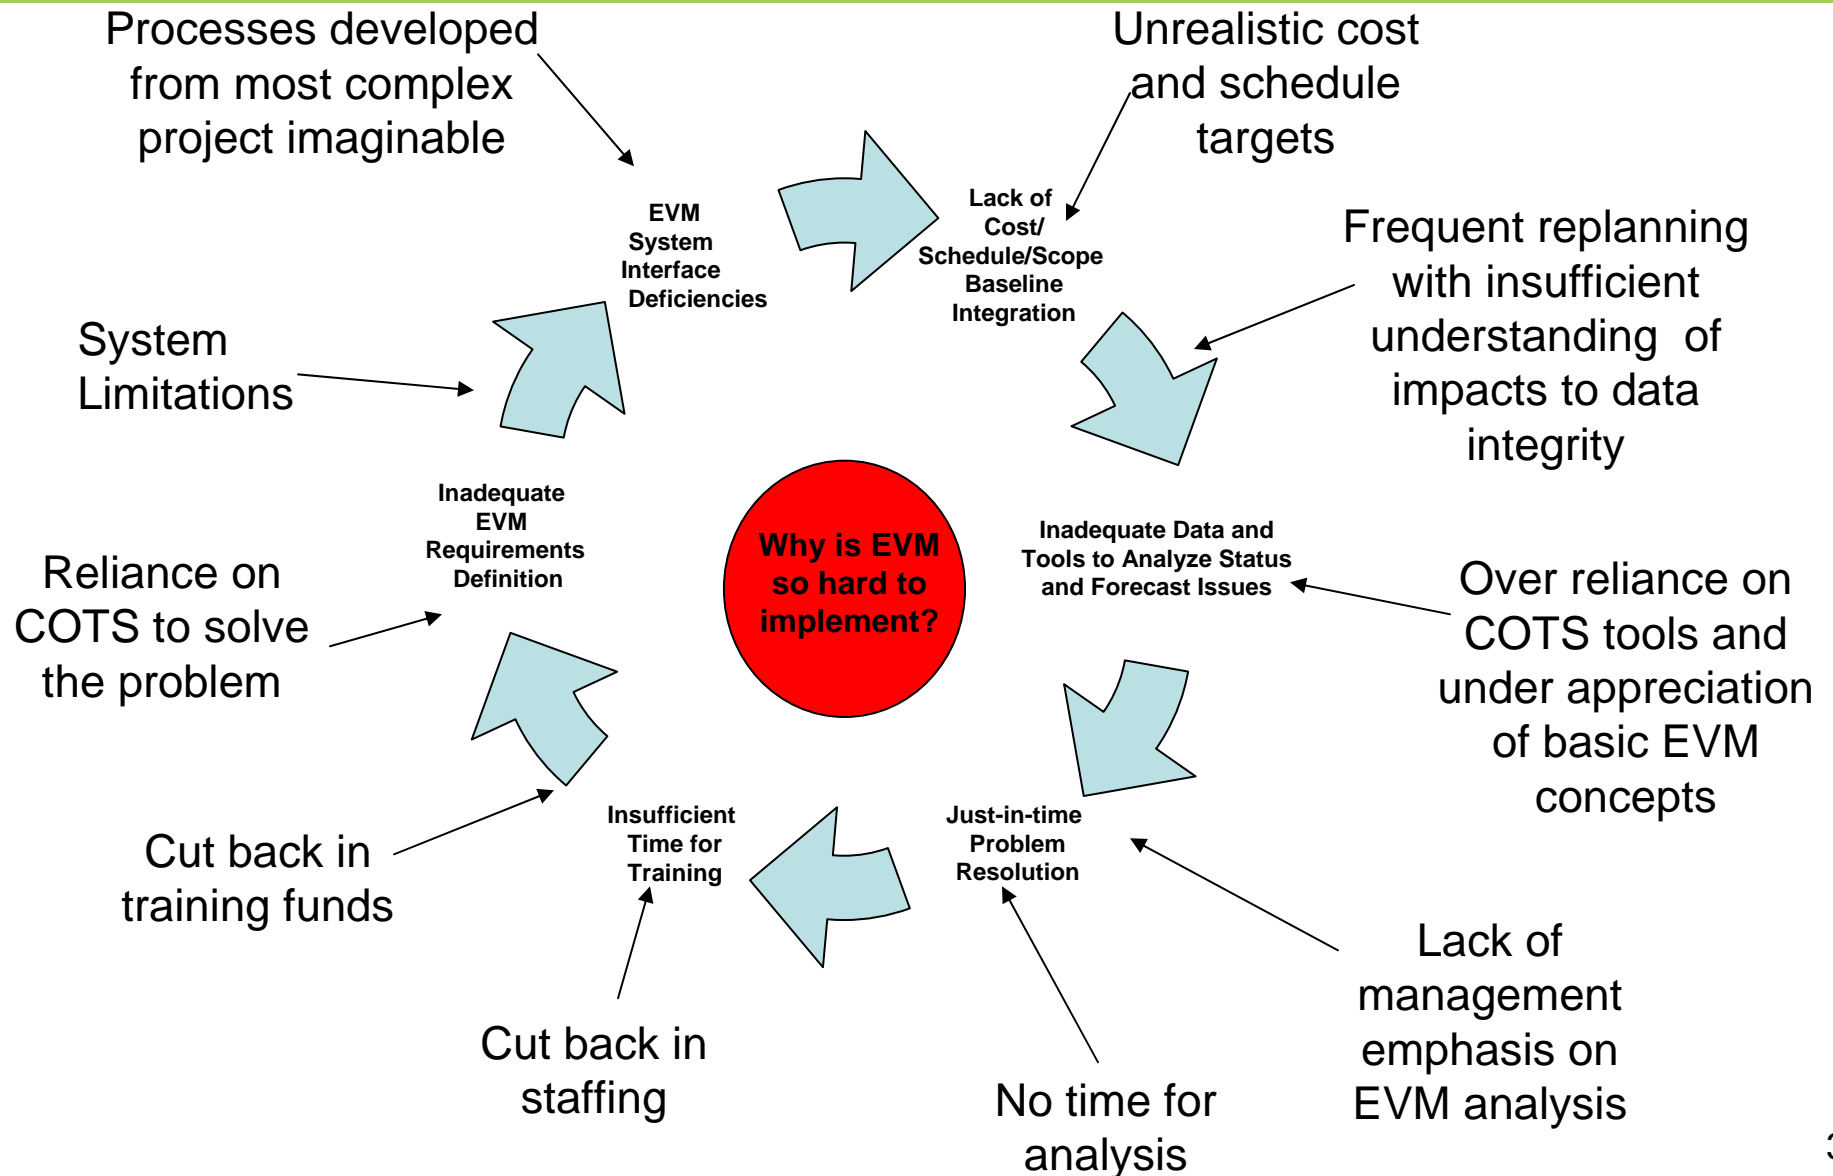 Processes developed
from most complex
project imaginable
Unrealistic cost
and schedule
targets
EVM
System
Interface
Deficiencies
Lack of
Cost/
Schedule/Scope
Baseline
Integration
Frequent replanning
with insufficient
understanding of
impacts to data
integrity
System
Limitations
Inadequate
EVM
Requirements
Definition
Why is EVM
so hard to
implement?
Inadequate Data and
Tools to Analyze Status
and Forecast Issues
Reliance on
COTS to solve
the problem
Over reliance on
COTS tools and
under appreciation
of basic EVM
concepts
Insufficient
Time for
Training
Just-in-time
Problem
Resolution
Cut back in
training funds
Cut back in
staffing
No time for
analysis
Lack of
management
emphasis on
EVM analysis